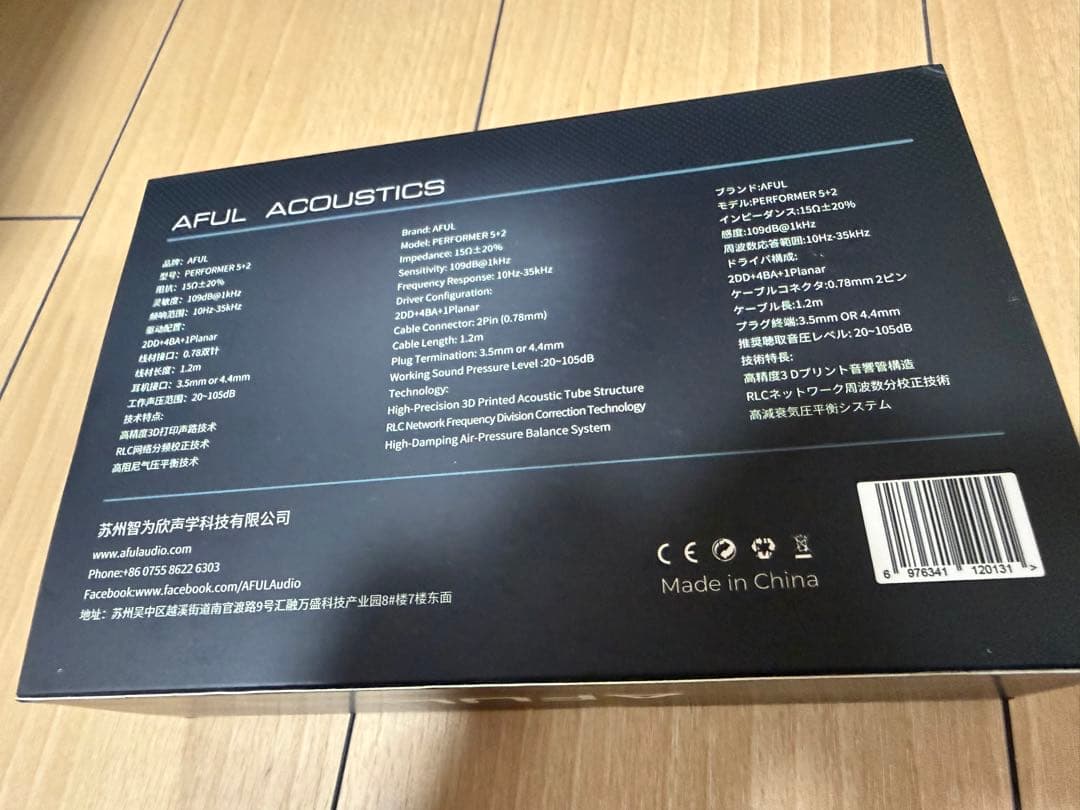 AFUL ACOUSTICS
品牌：AFUL
型号：PERFORMER 5+2
阻抗：15Ω±20%
灵敏度：109dB@1kHz
频响范围：10Hz-35kHz
驱动配置：
2DD+4BA+1Planar
线材接口：0.78双针
线材长度：1.2m
耳机接口：3.5mm or 4.4mm
工作声压范围：20~105dB
技术特点：
高精度3D打印声路技术
RLC网络分频校正技术
高阻尼气压平衡技术
Brand: AFUL
Model: PERFORMER 5+2
Impedance: 15Ω±20%
Sensitivity: 109dB@1kHz
Frequency Response: 10Hz-35kHz
Driver Configuration:
2DD+4BA+1Planar
Cable Connector: 2Pin (0.78mm)
Cable Length: 1.2m
Plug Termination: 3.5mm or 4.4mm
Working Sound Pressure Level :20~105dB
Technology:
High-Precision 3D Printed Acoustic Tube Structure
RLC Network Frequency Division Correction Technology
High-Damping Air-Pressure Balance System
ブランド:AFUL
モデル:PERFORMER 5+2
インピーダンス:15Ω±20%
感度:109dB@1kHz
周波数応答範囲:10Hz-35kHz
ドライバ構成:
2DD+4BA+1Planar
ケーブルコネクタ:0.78mm 2ピン
ケーブル長:1.2m
プラグ終端:3.5mm OR 4.4mm
推奨聴取音圧レベル: 20~105dB
技術特長:
高精度3Dプリント音響管構造
RLCネットワーク周波数分校正技術
高減衰気圧平衡システム
苏州智为欣声学科技有限公司
www.afulaudio.com
Phone:+86 0755 8622 6303
Facebook:www.facebook.com/AFULAudio
地址：苏州吴中区越溪街道南官渡路9号汇融万盛科技产业园8#楼7楼东面
CE
Made in China
6 976341 120131 >